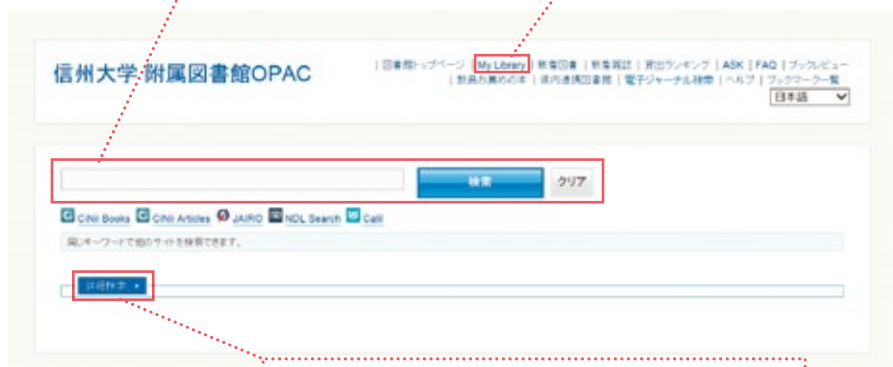 信州大学 附属図書館OPAC
| 図書館トップページ | My Library | 新着図書 | 新着雑誌 | 貸出ランキング | ASK | FAQ | ブックレビュー
| 教員お薦めの本 | 県内連携図書館 | 電子ジャーナル検索 | ヘルプ | ブックマーク一覧
日本語
検索 クリア
CiNii Books CiNii Articles JAIRO NDL Search Calil
同じキーワードで他のサイトを検索できます。
詳細検索